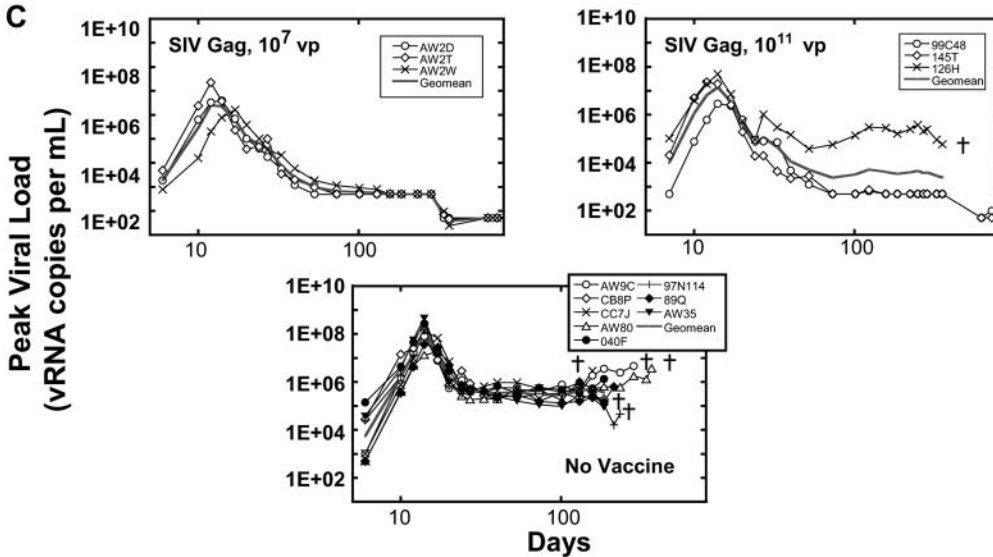 C
Peak Viral Load
(vRNA copies per mL)
SIV Gag, 10⁷ vp
AW2D
AW2T
AW2W
Geomean
1E+10
1E+08
1E+06
1E+04
1E+02
10
100
SIV Gag, 10¹¹ vp
99C48
145T
126H
Geomean
†
1E+10
1E+08
1E+06
1E+04
1E+02
10
100
AW9C
CB8P
CC7J
AW80
040F
97N114
89Q
AW35
Geomean
† † †
† †
No Vaccine
1E+10
1E+08
1E+06
1E+04
1E+02
10
100
Days